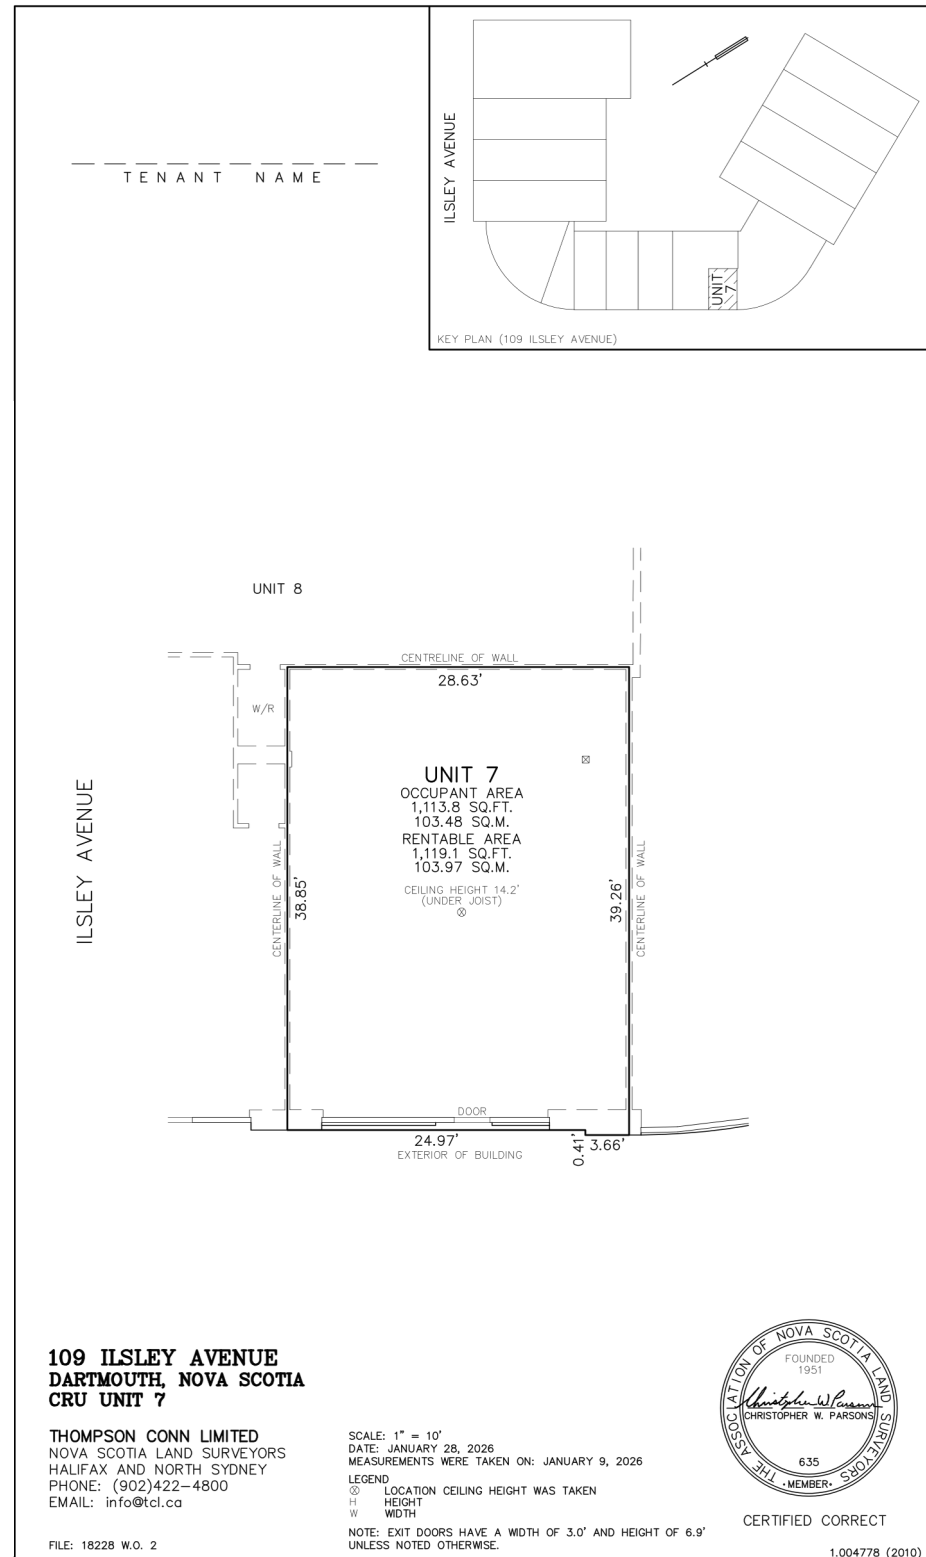 TENANT NAME
ILSLEY AVENUE
UNIT
7
KEY PLAN (109 ILSLEY AVENUE)
UNIT 8
CENTRELINE OF WALL
28.63'
W/R
UNIT 7
OCCUPANT AREA
1,113.8 SQ.FT.
103.48 SQ.M.
RENTABLE AREA
1,119.1 SQ.FT.
103.97 SQ.M.
CEILING HEIGHT 14.2'
(UNDER JOIST)
ILSLEY AVENUE
CENTERLINE OF WALL
38.85'
39.26'
CENTERLINE OF WALL
DOOR
24.97'
EXTERIOR OF BUILDING
0.41'
3.66'
109 ILSLEY AVENUE
DARTMOUTH, NOVA SCOTIA
CRU UNIT 7
THOMPSON CONN LIMITED
NOVA SCOTIA LAND SURVEYORS
HALIFAX AND NORTH SYDNEY
PHONE: (902)422-4800
EMAIL: info@tcl.ca
FILE: 18228 W.O. 2
SCALE: 1" = 10'
DATE: JANUARY 28, 2026
MEASUREMENTS WERE TAKEN ON: JANUARY 9, 2026
LEGEND
⊗ LOCATION CEILING HEIGHT WAS TAKEN
H HEIGHT
W WIDTH
NOTE: EXIT DOORS HAVE A WIDTH OF 3.0' AND HEIGHT OF 6.9'
UNLESS NOTED OTHERWISE.
THE ASSOCIATION OF NOVA SCOTIA LAND SURVEYORS
FOUNDED
1951
Christopher W Parsons
CHRISTOPHER W. PARSONS
635
·MEMBER·
CERTIFIED CORRECT
1.004778 (2010)